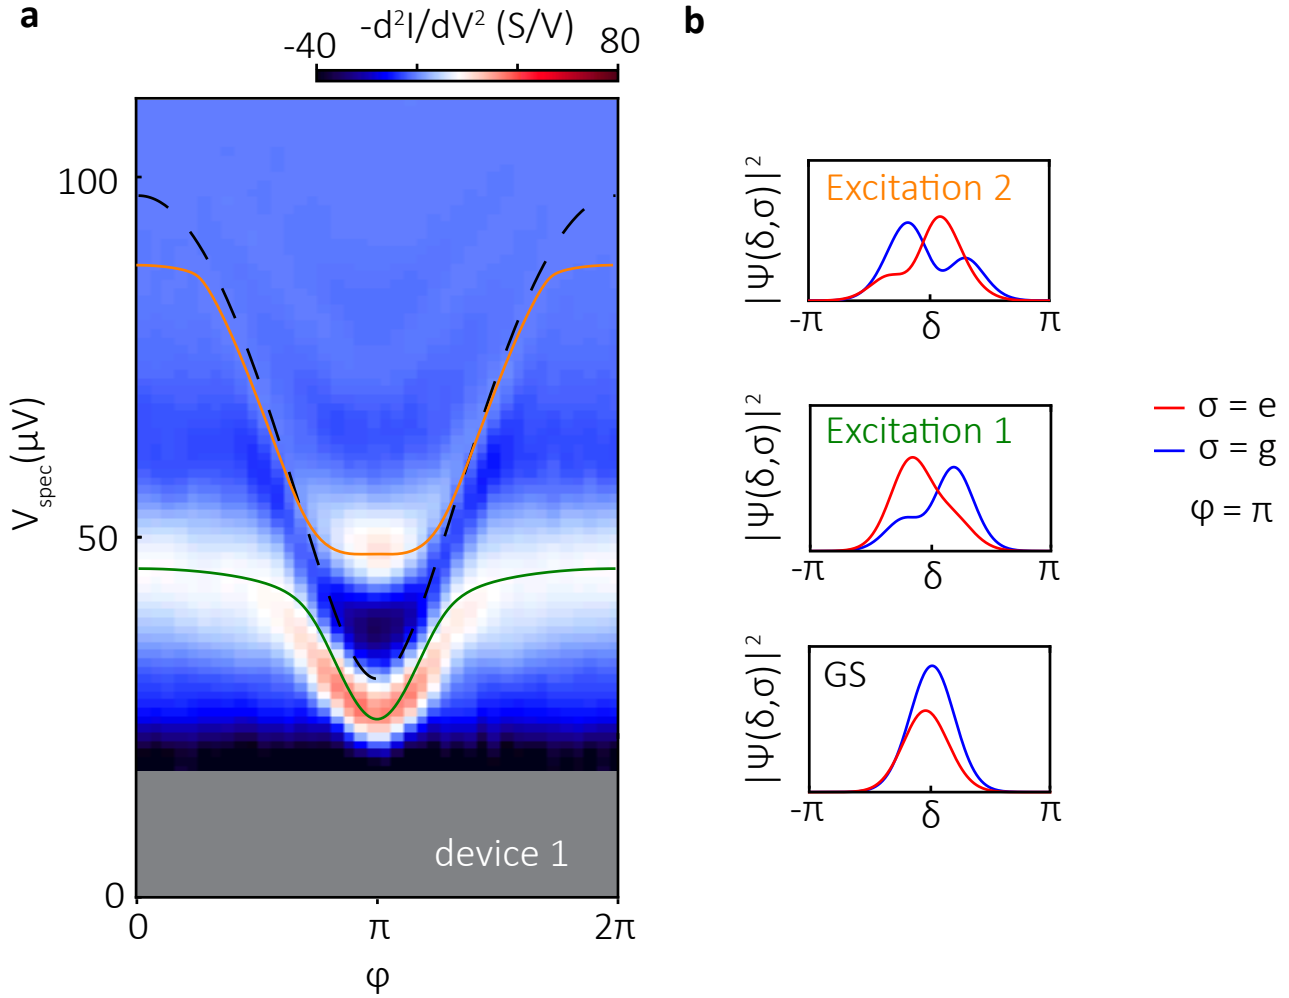 a
-d²I/dV² (S/V)
-40
80
100
50
0
V_spec(μV)
device 1
0
π
2π
φ
b
|Ψ(δ,σ)|²
Excitation 2
-π
δ
π
|Ψ(δ,σ)|²
Excitation 1
-π
δ
π
|Ψ(δ,σ)|²
GS
-π
δ
π
σ = e
σ = g
φ = π